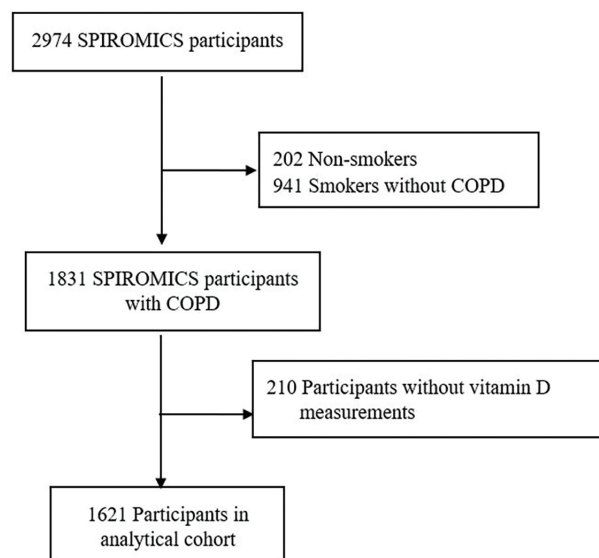 2974 SPIROMICS participants
202 Non-smokers
941 Smokers without COPD
1831 SPIROMICS participants
with COPD
210 Participants without vitamin D
measurements
1621 Participants in
analytical cohort